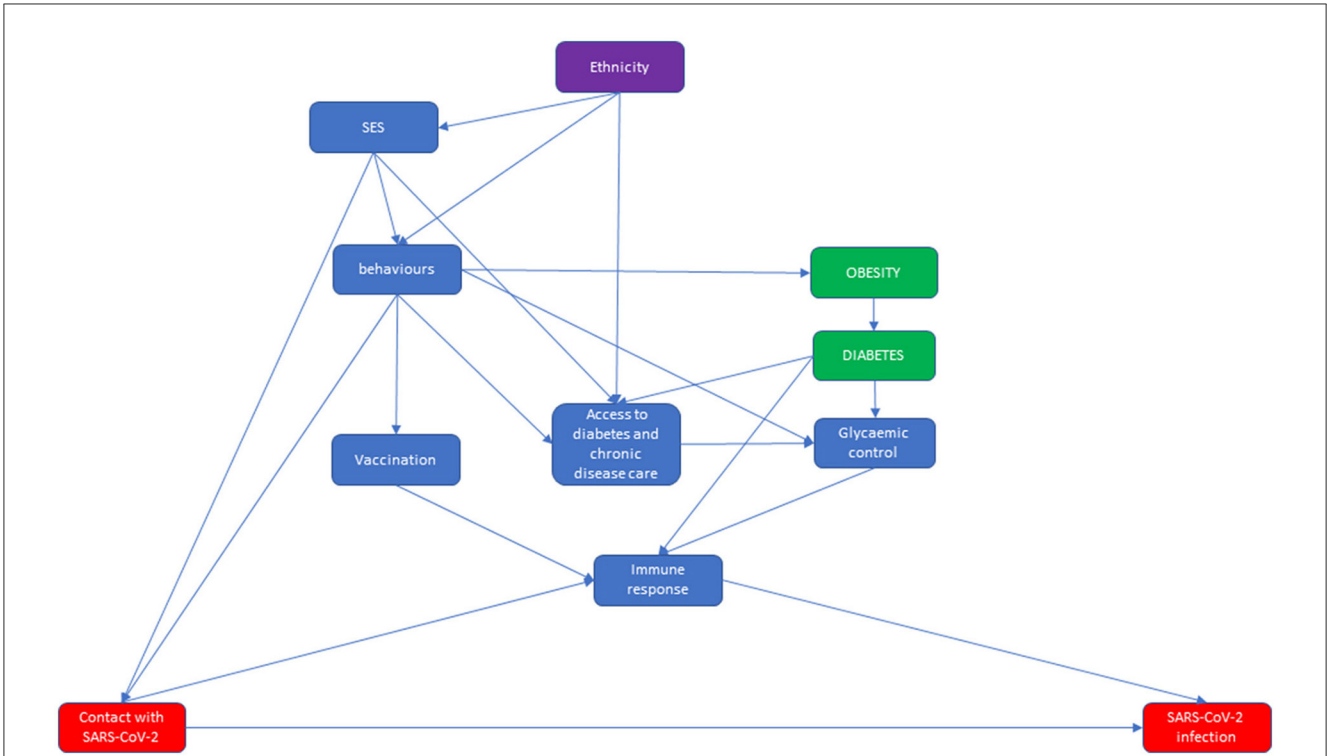 Ethnicity
SES
behaviours
OBESITY
DIABETES
Access to
diabetes and
chronic
disease care
Glycaemic
control
Vaccination
Immune
response
Contact with
SARS-CoV-2
SARS-CoV-2
infection